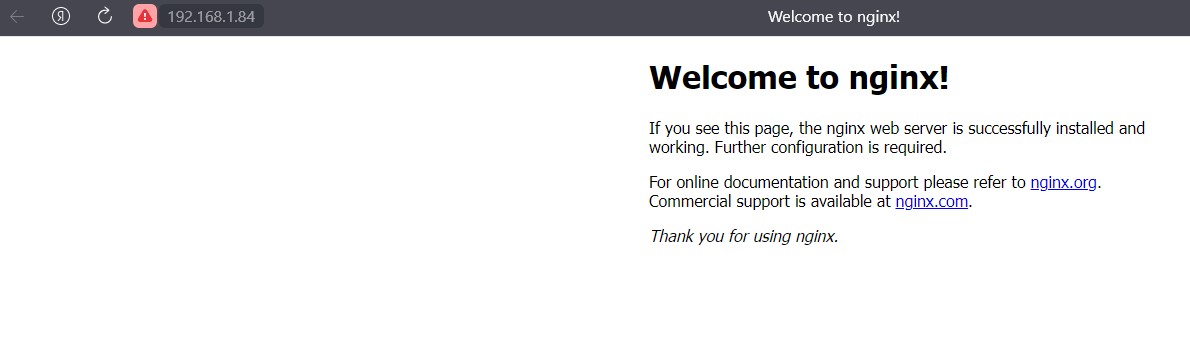 192.168.1.84
Welcome to nginx!
Welcome to nginx!
If you see this page, the nginx web server is successfully installed and
working. Further configuration is required.
For online documentation and support please refer to nginx.org.
Commercial support is available at nginx.com.
Thank you for using nginx.